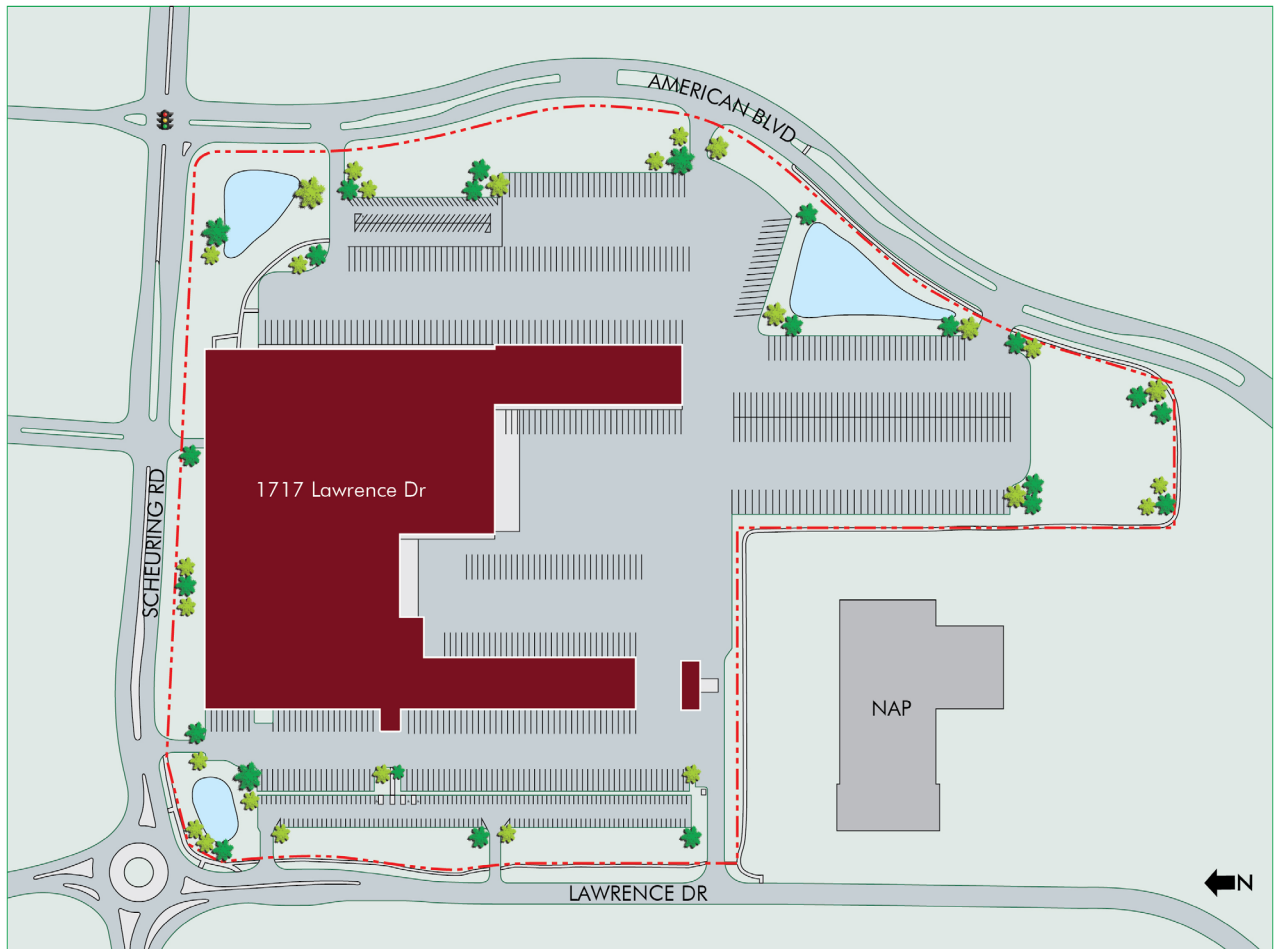 AMERICAN BLVD
1717 Lawrence Dr
SCHEURING RD
NAP
LAWRENCE DR
N